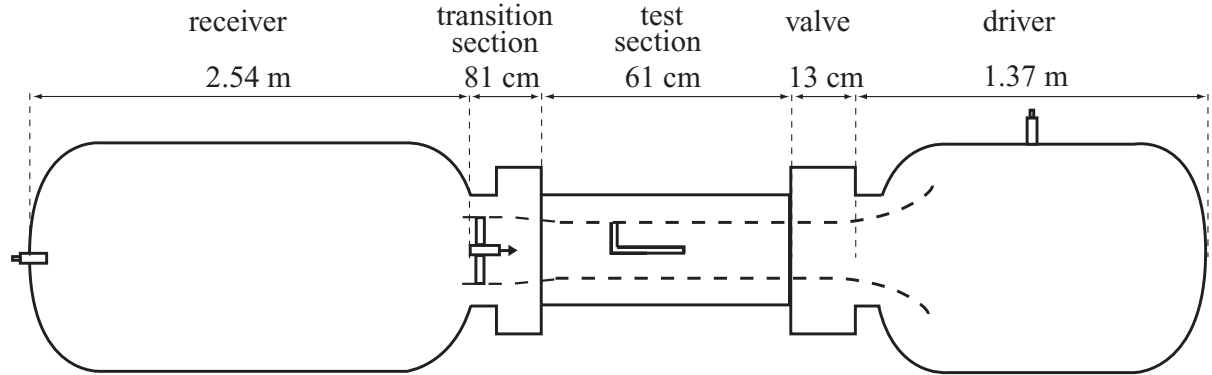 receiver
transition
section
test
section
valve
driver
2.54 m
81 cm
61 cm
13 cm
1.37 m